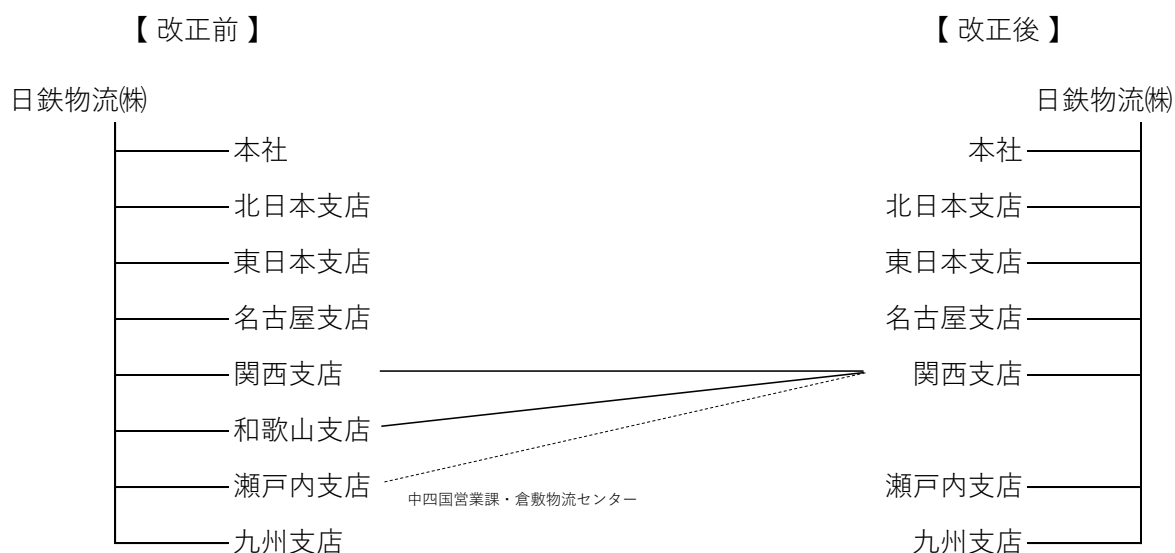 【 改正前 】
【 改正後 】
日鉄物流㈱
日鉄物流㈱
本社
本社
北日本支店
北日本支店
東日本支店
東日本支店
名古屋支店
名古屋支店
関西支店
関西支店
和歌山支店
瀬戸内支店
中四国営業課・倉敷物流センター
瀬戸内支店
九州支店
九州支店